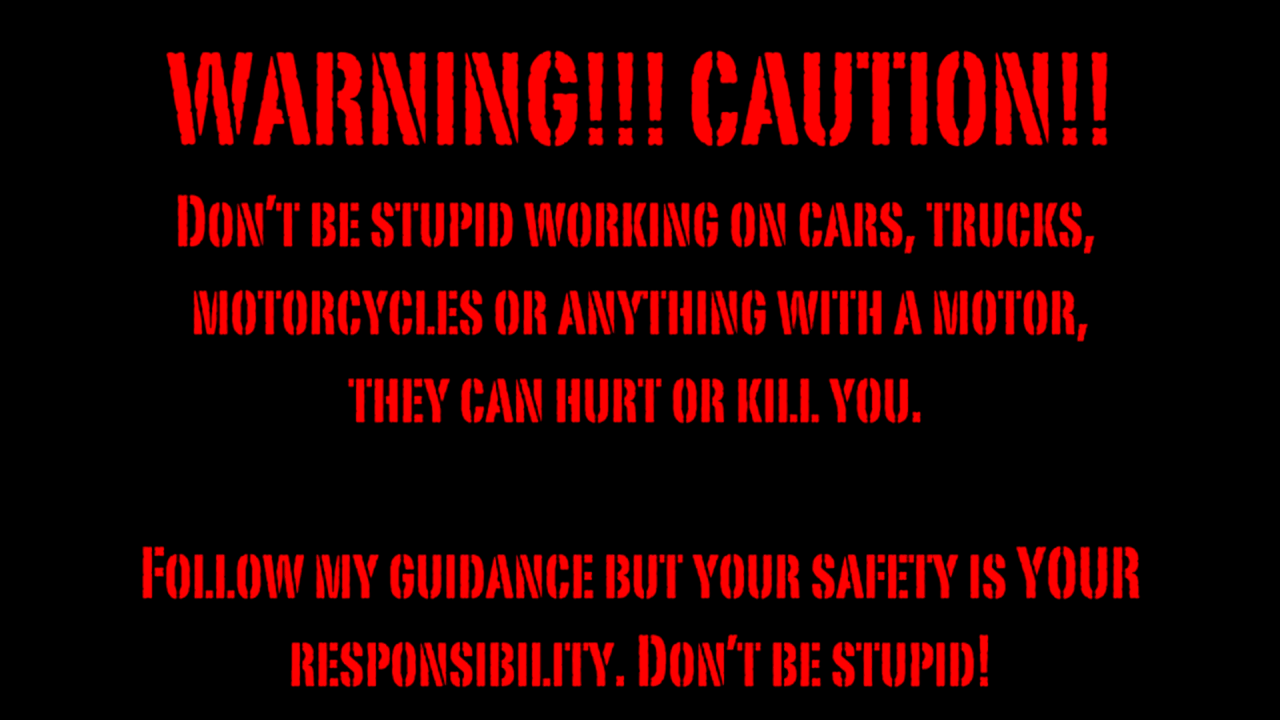 WARNING!!! CAUTION!!
Don't be stupid working on cars, trucks,
motorcycles or anything with a motor,
they can hurt or kill you.
Follow my guidance but your safety is YOUR
responsibility. Don't be stupid!